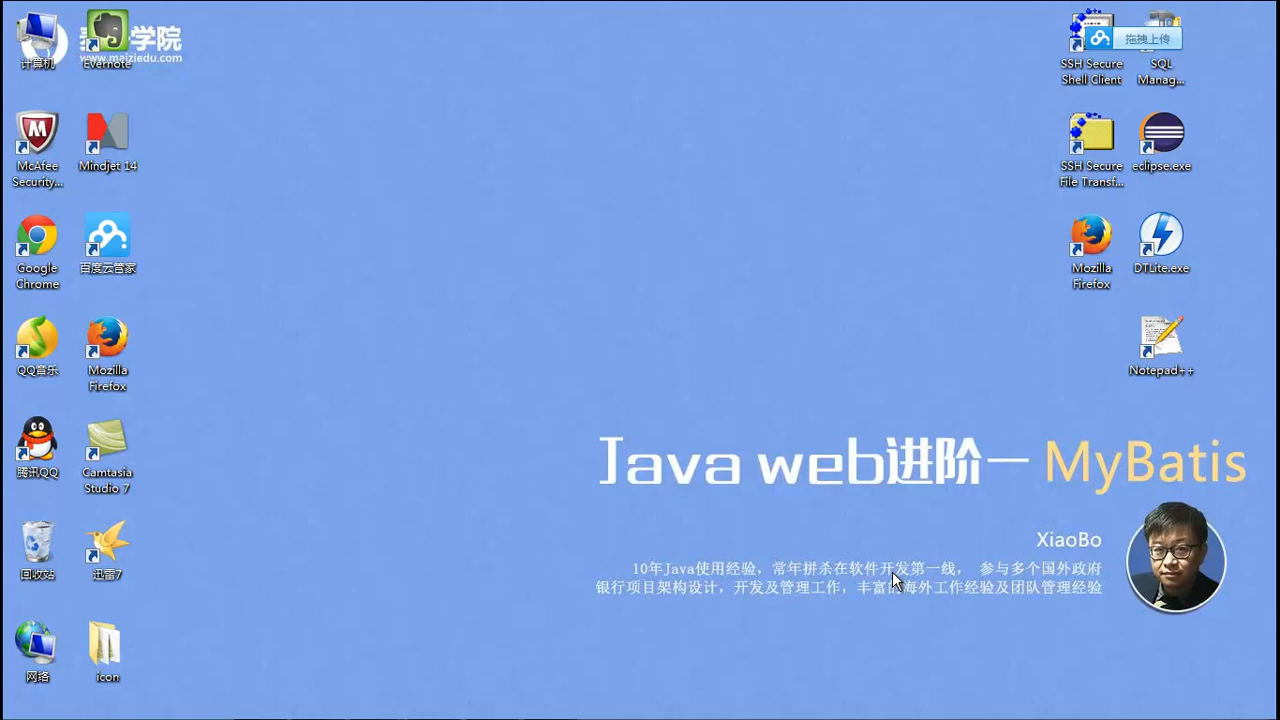 学院
www.maiziedu.com
计算机
Evernote
McAfee
Security...
Mindjet 14
Google
Chrome
百度云管家
QQ音乐
Mozilla
Firefox
腾讯QQ
Camtasia
Studio 7
回收站
迅雷7
网络
icon
拖拽上传
SSH Secure
Shell Client
SQL
Manag...
SSH Secure
File Transf...
eclipse.exe
Mozilla
Firefox
DTLite.exe
Notepad++
Java web进阶— MyBatis
XiaoBo
10年Java使用经验，常年拼杀在软件开发第一线， 参与多个国外政府
银行项目架构设计，开发及管理工作，丰富的海外工作经验及团队管理经验